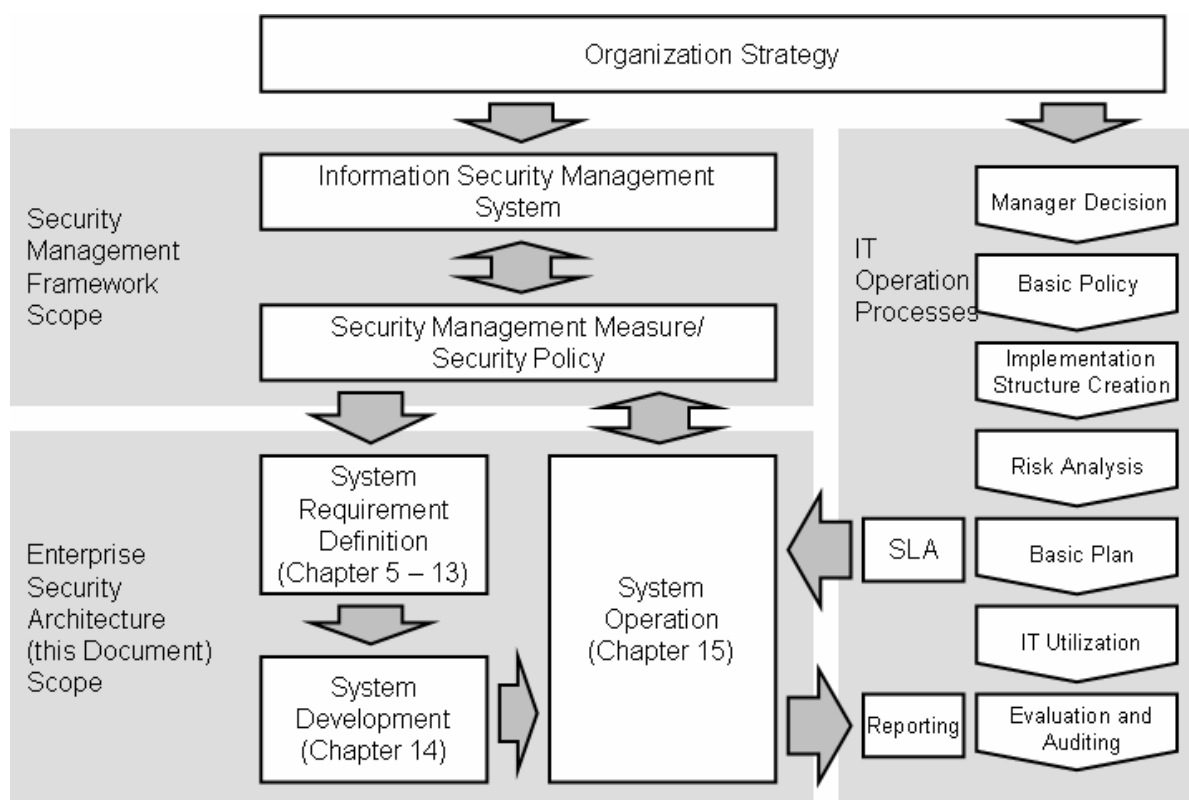 Organization Strategy
Security
Management
Framework
Scope
Information Security Management
System
Security Management Measure/
Security Policy
Enterprise
Security
Architecture
(this Document)
Scope
System
Requirement
Definition
(Chapter 5 – 13)
System
Development
(Chapter 14)
System
Operation
(Chapter 15)
IT
Operation
Processes
SLA
Reporting
Manager Decision
Basic Policy
Implementation
Structure Creation
Risk Analysis
Basic Plan
IT Utilization
Evaluation and
Auditing